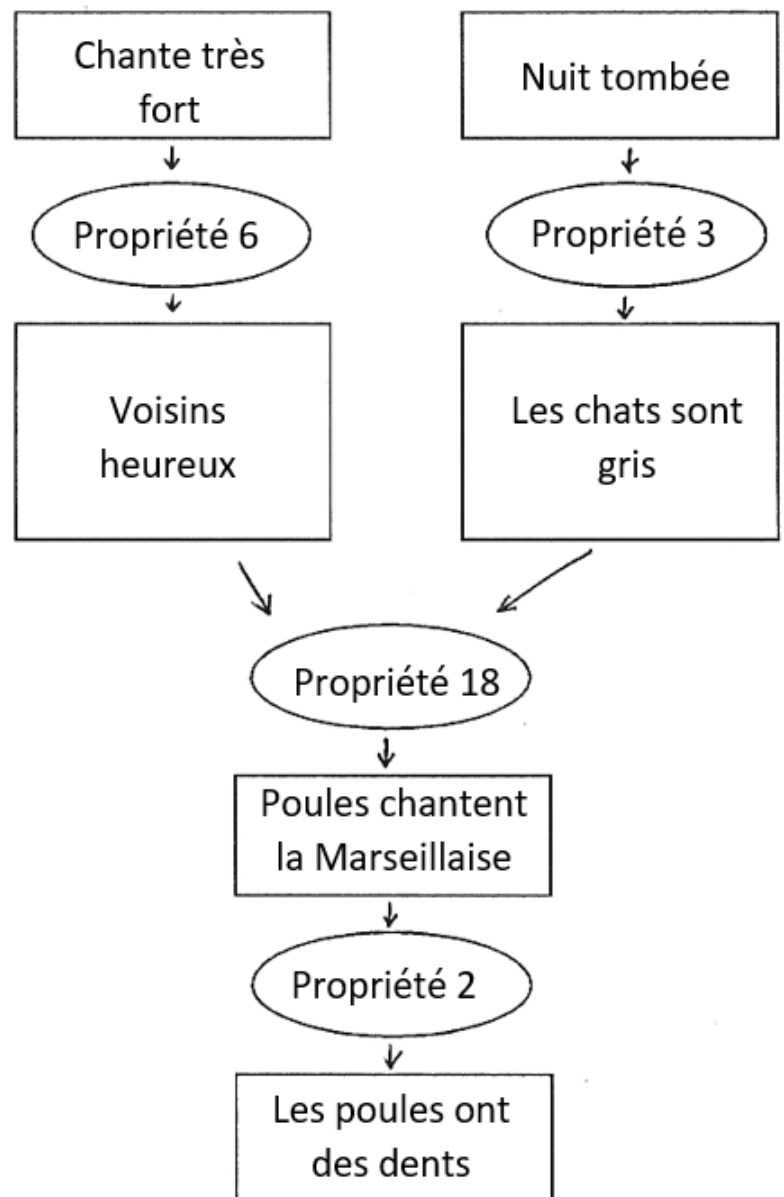 Chante très
fort
Nuit tombée
Propriété 6
Propriété 3
Voisins
heureux
Les chats sont
gris
Propriété 18
Poules chantent
la Marseillaise
Propriété 2
Les poules ont
des dents